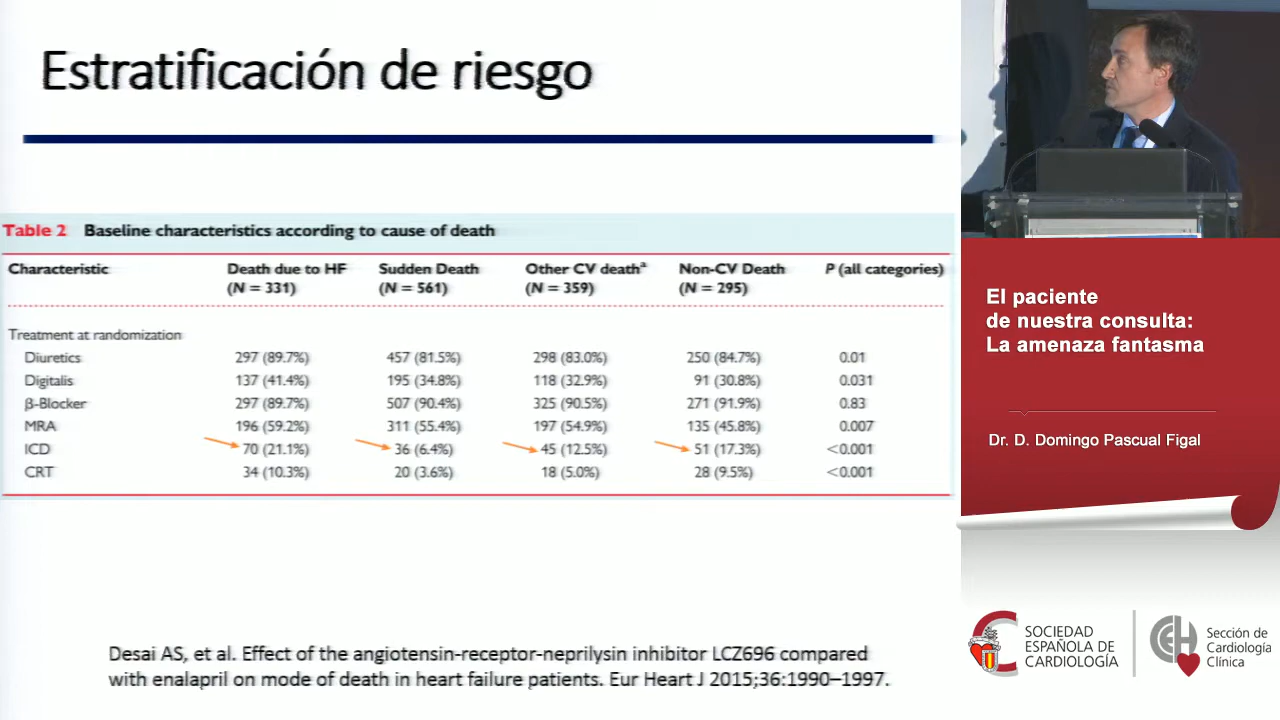 Estratificación de riesgo
Table 2 Baseline characteristics according to cause of death
Characteristic Death due to HF Sudden Death Other CV deathᵃ Non-CV Death P (all categories)
(N = 331) (N = 561) (N = 359) (N = 295)
Treatment at randomization
Diuretics 297 (89.7%) 457 (81.5%) 298 (83.0%) 250 (84.7%) 0.01
Digitalis 137 (41.4%) 195 (34.8%) 118 (32.9%) 91 (30.8%) 0.031
β-Blocker 297 (89.7%) 507 (90.4%) 325 (90.5%) 271 (91.9%) 0.83
MRA 196 (59.2%) 311 (55.4%) 197 (54.9%) 135 (45.8%) 0.007
ICD 70 (21.1%) 36 (6.4%) 45 (12.5%) 51 (17.3%) <0.001
CRT 34 (10.3%) 20 (3.6%) 18 (5.0%) 28 (9.5%) <0.001
Desai AS, et al. Effect of the angiotensin-receptor-neprilysin inhibitor LCZ696 compared
with enalapril on mode of death in heart failure patients. Eur Heart J 2015;36:1990–1997.
El paciente
de nuestra consulta:
La amenaza fantasma
Dr. D. Domingo Pascual Figal
SOCIEDAD
ESPAÑOLA DE
CARDIOLOGÍA
Sección de
Cardiología
Clínica